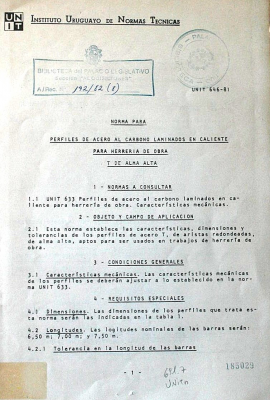 UNIT
INSTITUTO URUGUAYO DE NORMAS TECNICAS
BIBLIOTECA DEL PALACIO LEGISLATIVO
192/82 (1)
UNIT 646-81
NORMA PARA
PERFILES DE ACERO AL CARBONO LAMINADOS EN CALIENTE
PARA HERRERIA DE OBRA
T DE ALMA ALTA
1 - NORMAS A CONSULTAR
1.1 UNIT 633 Perfiles de acero al carbono laminados en ca-
liente para herrería de obra. Características mecánicas.
2 - OBJETO Y CAMPO DE APLICACION
2.1 Esta norma establece las características, dimensiones y
tolerancias de los perfiles de acero T, de aristas redondeadas,
de alma alta, aptos para ser usados en trabajos de herrería de
obra.
3 - CONDICIONES GENERALES
3.1 Características mecánicas. Las características mecánicas
de los perfiles se deberán ajustar a lo establecido en la nor-
ma UNIT 633.
4 - REQUISITOS ESPECIALES
4.1 Dimensiones. Las dimensiones de los perfiles que trata es-
ta norma serán las indicadas en la tabla 1.
4.2 Longitudes. Las logitudes nominales de las barras serán:
6,50 m; 7,00 m; y 7,50 m.
4.2.1 Tolerancia en la longitud de las barras
185029
- 1 -